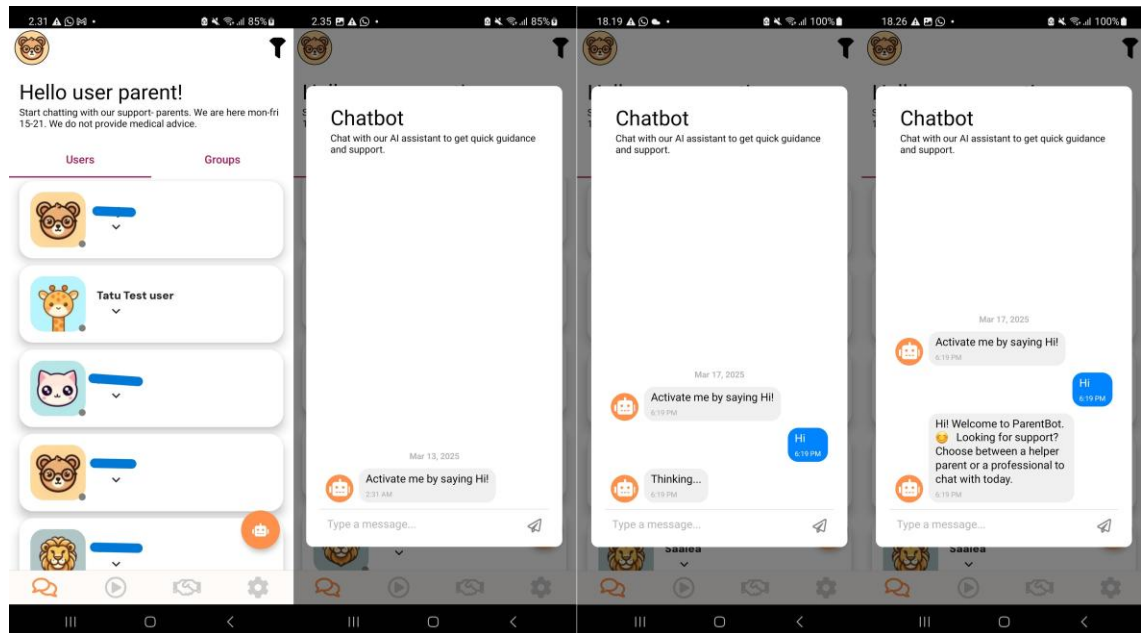 2.31
85%
Hello user parent!
Start chatting with our support- parents. We are here mon-fri
15-21. We do not provide medical advice.
Users
Groups
Tatu Test user
2.35
85%
Chatbot
Chat with our AI assistant to get quick guidance
and support.
Mar 13, 2025
Activate me by saying Hi!
2:31 AM
Type a message...
18.19
100%
Chatbot
Chat with our AI assistant to get quick guidance
and support.
Mar 17, 2025
Activate me by saying Hi!
6:19 PM
Hi
6:19 PM
Thinking...
6:19 PM
Type a message...
18.26
100%
Chatbot
Chat with our AI assistant to get quick guidance
and support.
Mar 17, 2025
Activate me by saying Hi!
6:19 PM
Hi
6:19 PM
Hi! Welcome to ParentBot.
😊 Looking for support?
Choose between a helper
parent or a professional to
chat with today.
6:19 PM
Type a message...